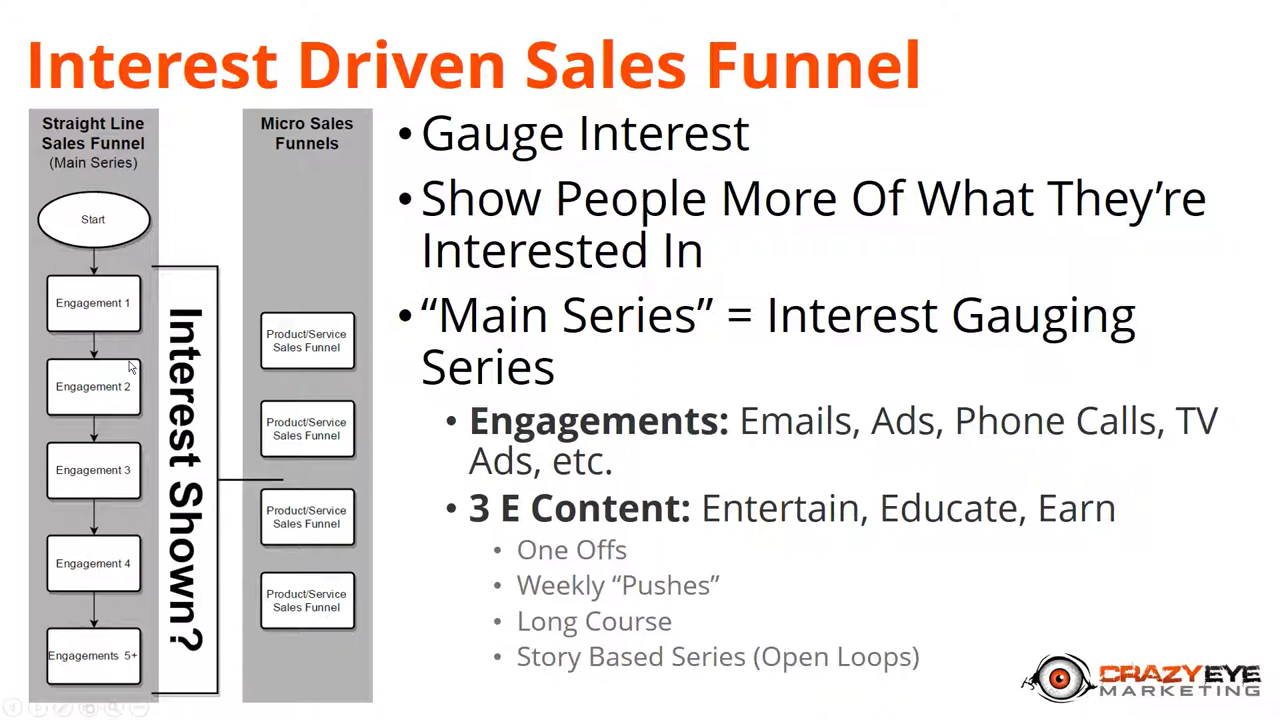 Interest Driven Sales Funnel
Straight Line
Sales Funnel
(Main Series)
Start
Engagement 1
Engagement 2
Engagement 3
Engagement 4
Engagements 5+
Interest Shown?
Micro Sales
Funnels
Product/Service
Sales Funnel
Product/Service
Sales Funnel
Product/Service
Sales Funnel
Product/Service
Sales Funnel
• Gauge Interest
• Show People More Of What They’re
Interested In
• “Main Series” = Interest Gauging
Series
• Engagements: Emails, Ads, Phone Calls, TV
Ads, etc.
• 3 E Content: Entertain, Educate, Earn
• One Offs
• Weekly “Pushes”
• Long Course
• Story Based Series (Open Loops)
CRAZYEYE
MARKETING